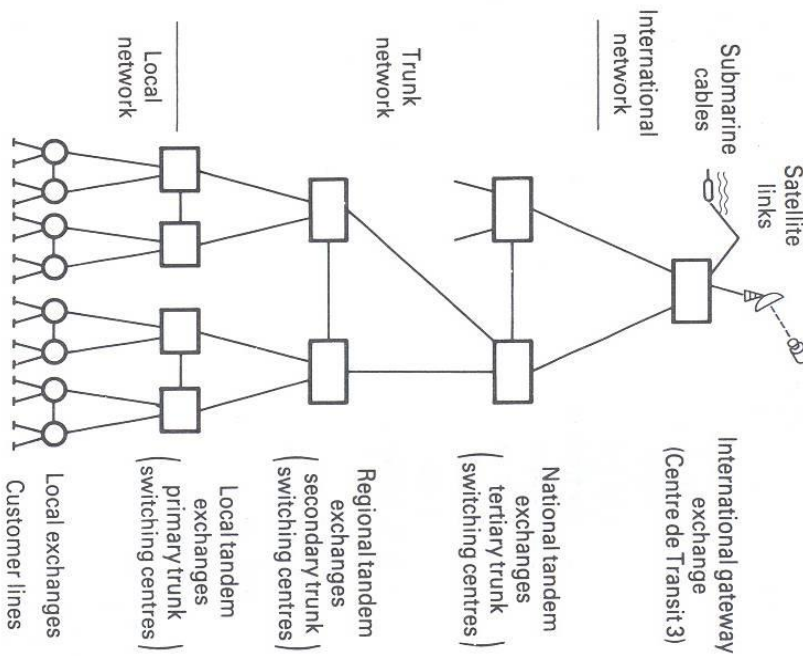 Satellite
links
Submarine
cables
International
network
Trunk
network
Local
network
International gateway
exchange
(Centre de Transit 3)
National tandem
exchanges
(tertiary trunk
switching centres)
Regional tandem
exchanges
(secondary trunk
switching centres)
Local tandem
exchanges
(primary trunk
switching centres)
Local exchanges
Customer lines